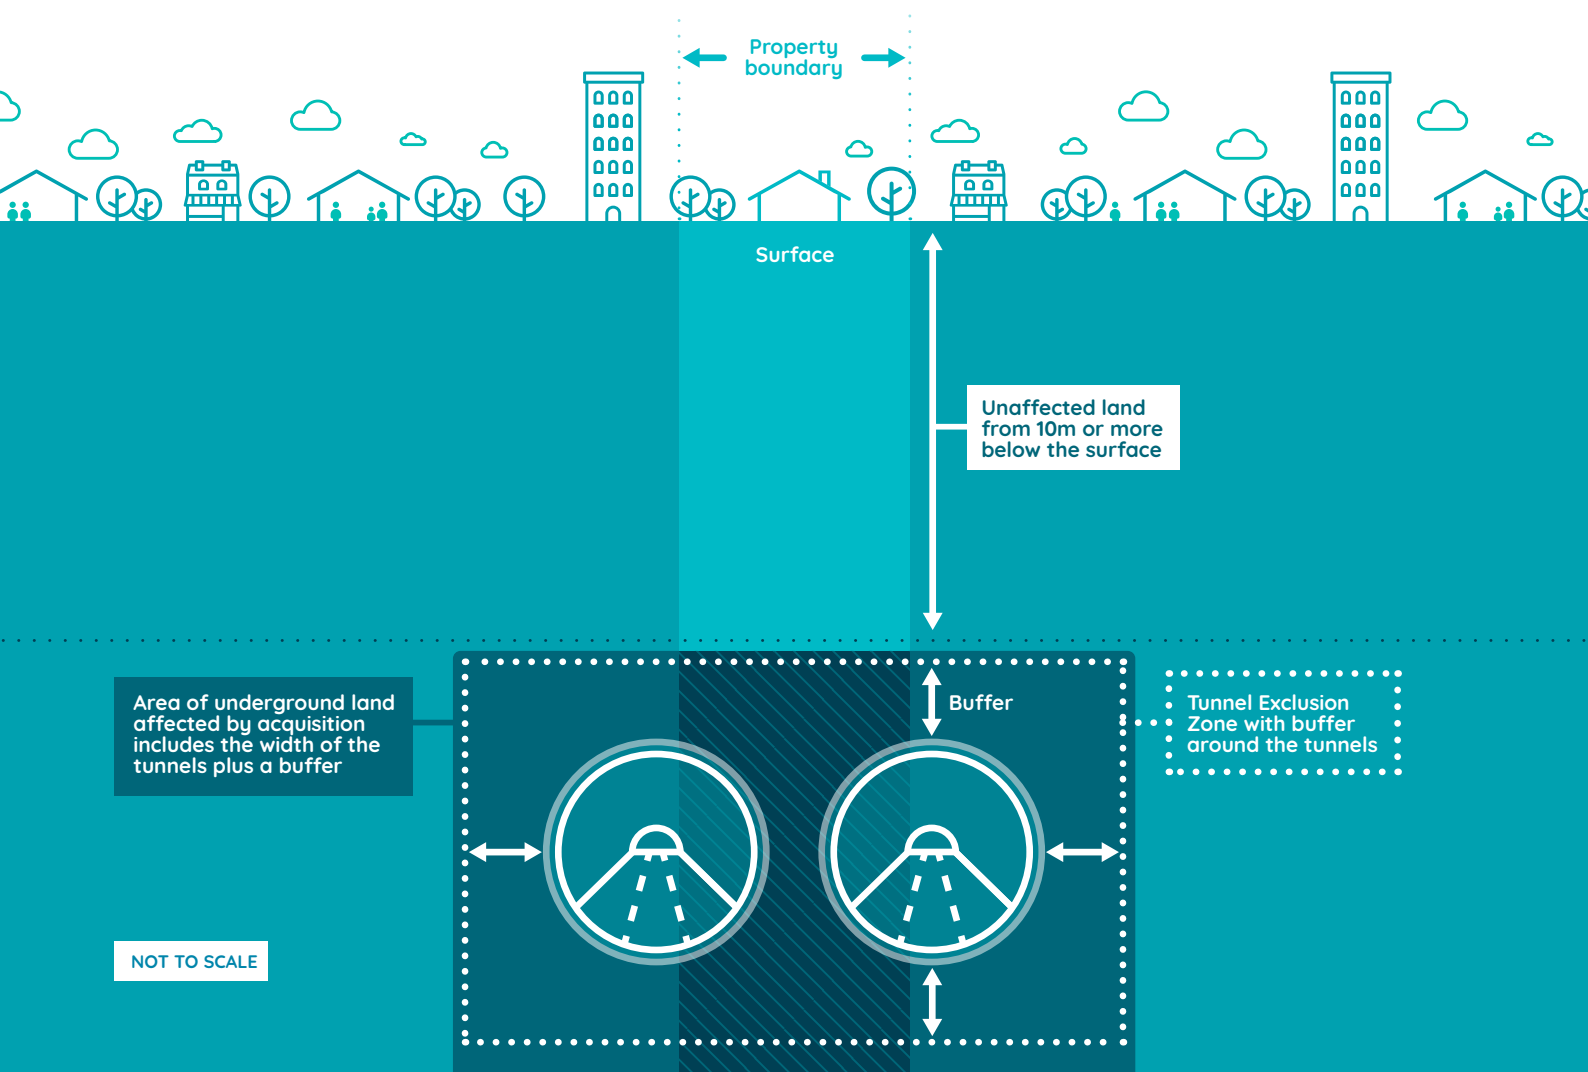 Property
boundary
Surface
Unaffected land
from 10m or more
below the surface
Area of underground land
affected by acquisition
includes the width of the
tunnels plus a buffer
Buffer
Tunnel Exclusion
Zone with buffer
around the tunnels
NOT TO SCALE